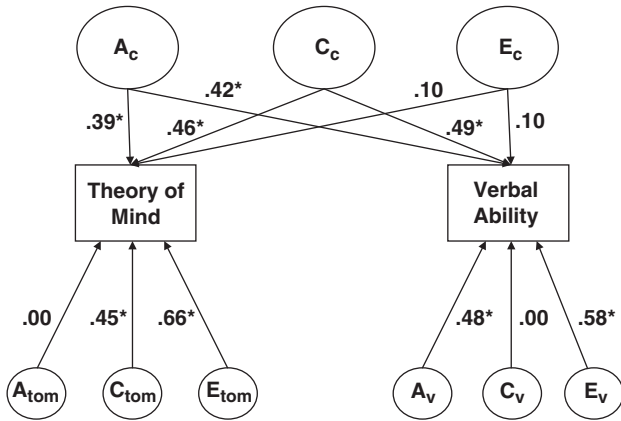 Ac Cc Ec
.42* .10
.39* .46* .49* .10
Theory of Mind
Verbal Ability
.00 .45* .66* .48* .00 .58*
Atom Ctom Etom Av Cv Ev